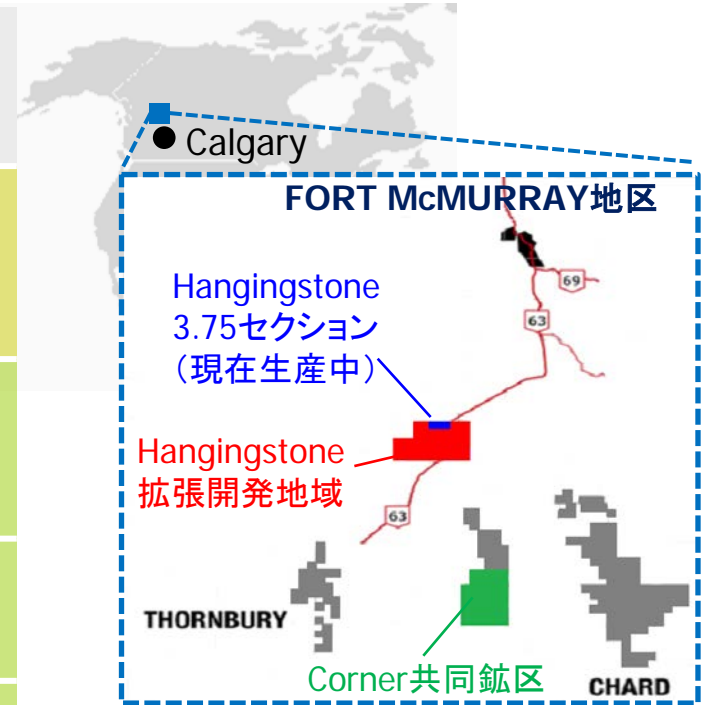 Calgary
FORT McMURRAY地区
69
63
Hangingstone
3.75セクション
（現在生産中）
Hangingstone
拡張開発地域
63
THORNBURY
Corner共同鉱区
CHARD